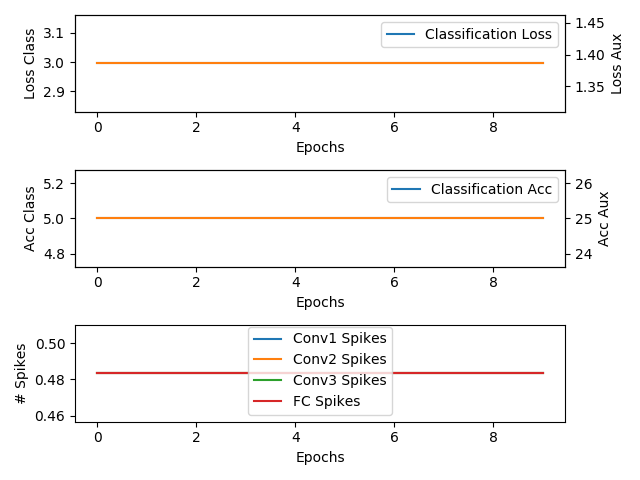 Classification Loss
Loss Class
3.1
3.0
2.9
1.45
1.40
1.35
Loss Aux
0 2 4 6 8
Epochs
Classification Acc
Acc Class
5.2
5.0
4.8
26
25
24
Acc Aux
0 2 4 6 8
Epochs
# Spikes
0.50
0.48
0.46
Conv1 Spikes
Conv2 Spikes
Conv3 Spikes
FC Spikes
0 2 4 6 8
Epochs